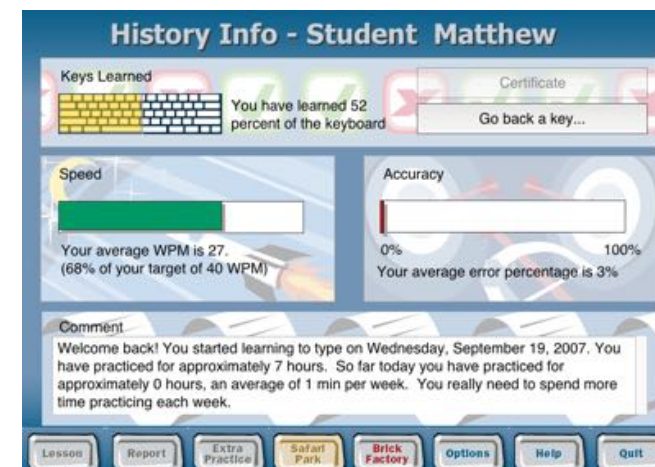 History Info - Student Matthew
Keys Learned
You have learned 52
percent of the keyboard
Certificate
Go back a key...
Speed
Your average WPM is 27.
(68% of your target of 40 WPM)
Accuracy
0% 100%
Your average error percentage is 3%
Comment
Welcome back! You started learning to type on Wednesday, September 19, 2007. You
have practiced for approximately 7 hours. So far today you have practiced for
approximately 0 hours, an average of 1 min per week. You really need to spend more
time practicing each week.
Lesson
Report
Extra
Practice
Safari
Park
Brick
Factory
Options
Help
Quit